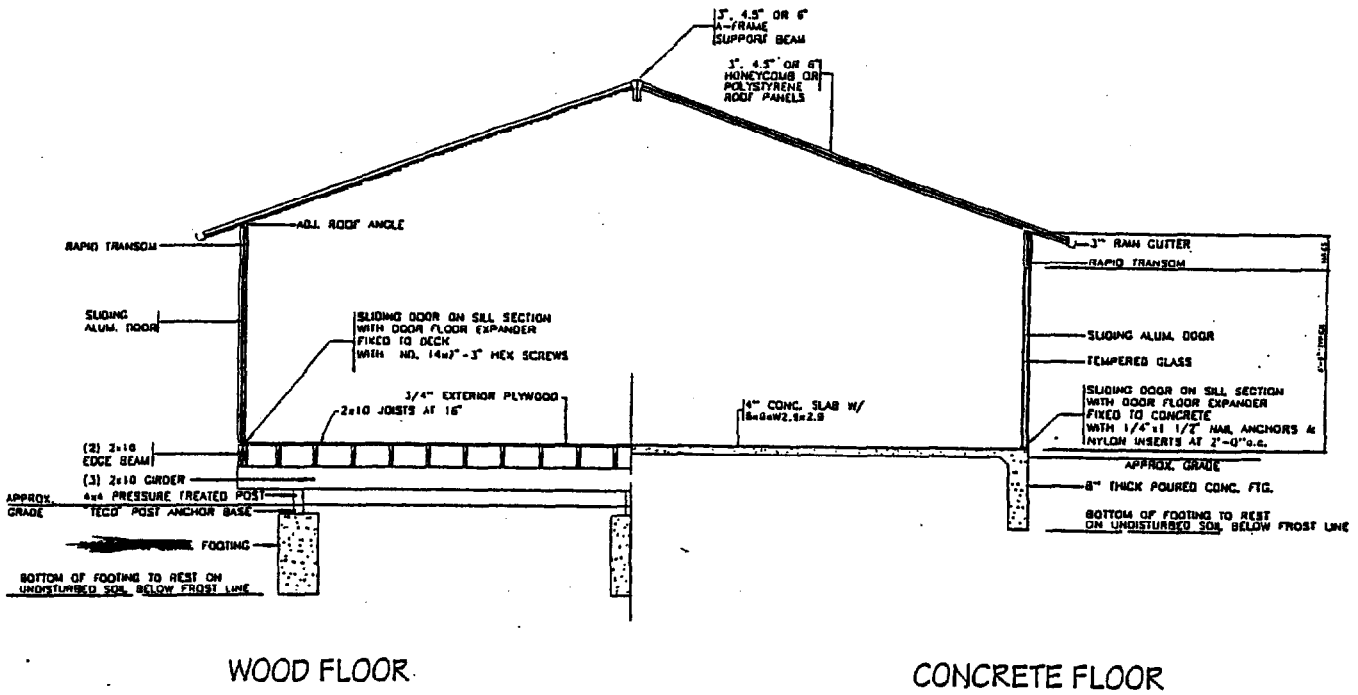 3", 4.5" OR 6"
A-FRAME
SUPPORT BEAM
3", 4.5" OR 6"
HONEYCOMB OR
POLYSTYRENE
ROOF PANELS
ADJ. ROOF ANGLE
RAPID TRANSOM
3" RAIN GUTTER
RAPID TRANSOM
SLIDING
ALUM. DOOR
SLIDING DOOR ON SILL SECTION
WITH DOOR FLOOR EXPANDER
FIXED TO DECK
WITH NO. 14x2"-3" HEX SCREWS
SLIDING ALUM. DOOR
TEMPERED GLASS
3/4" EXTERIOR PLYWOOD
2x10 JOISTS AT 16"
4" CONC. SLAB W/
SLIDING DOOR ON SILL SECTION
WITH DOOR FLOOR EXPANDER
FIXED TO CONCRETE
WITH 1/4"x1 1/2" NAIL ANCHORS &
NYLON INSERTS AT 2'-0"o.c.
(2) 2x10
EDGE BEAM
(3) 2x10 GIRDER
APPROX. GRADE
8" THICK POURED CONC. FTG.
APPROX.
GRADE
4x4 PRESSURE TREATED POST
"TECO" POST ANCHOR BASE
FOOTING
BOTTOM OF FOOTING TO REST
ON UNDISTURBED SOIL BELOW FROST LINE
BOTTOM OF FOOTING TO REST ON
UNDISTURBED SOIL BELOW FROST LINE
WOOD FLOOR
CONCRETE FLOOR